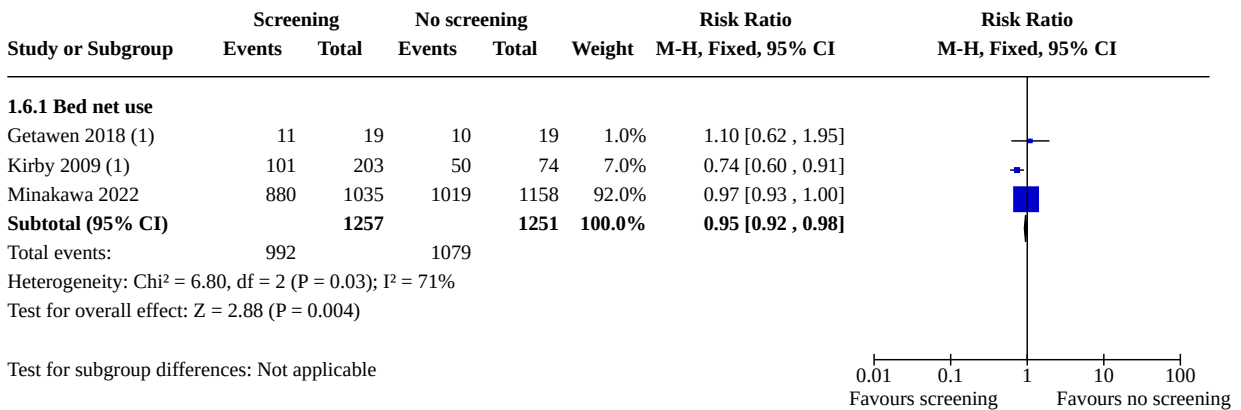 Screening No screening Risk Ratio Risk Ratio
Study or Subgroup Events Total Events Total Weight M-H, Fixed, 95% CI M-H, Fixed, 95% CI
1.6.1 Bed net use
Getawen 2018 (1) 11 19 10 19 1.0% 1.10 [0.62 , 1.95]
Kirby 2009 (1) 101 203 50 74 7.0% 0.74 [0.60 , 0.91]
Minakawa 2022 880 1035 1019 1158 92.0% 0.97 [0.93 , 1.00]
Subtotal (95% CI) 1257 1251 100.0% 0.95 [0.92 , 0.98]
Total events: 992 1079
Heterogeneity: Chi² = 6.80, df = 2 (P = 0.03); I² = 71%
Test for overall effect: Z = 2.88 (P = 0.004)
Test for subgroup differences: Not applicable
0.01 0.1 1 10 100
Favours screening Favours no screening